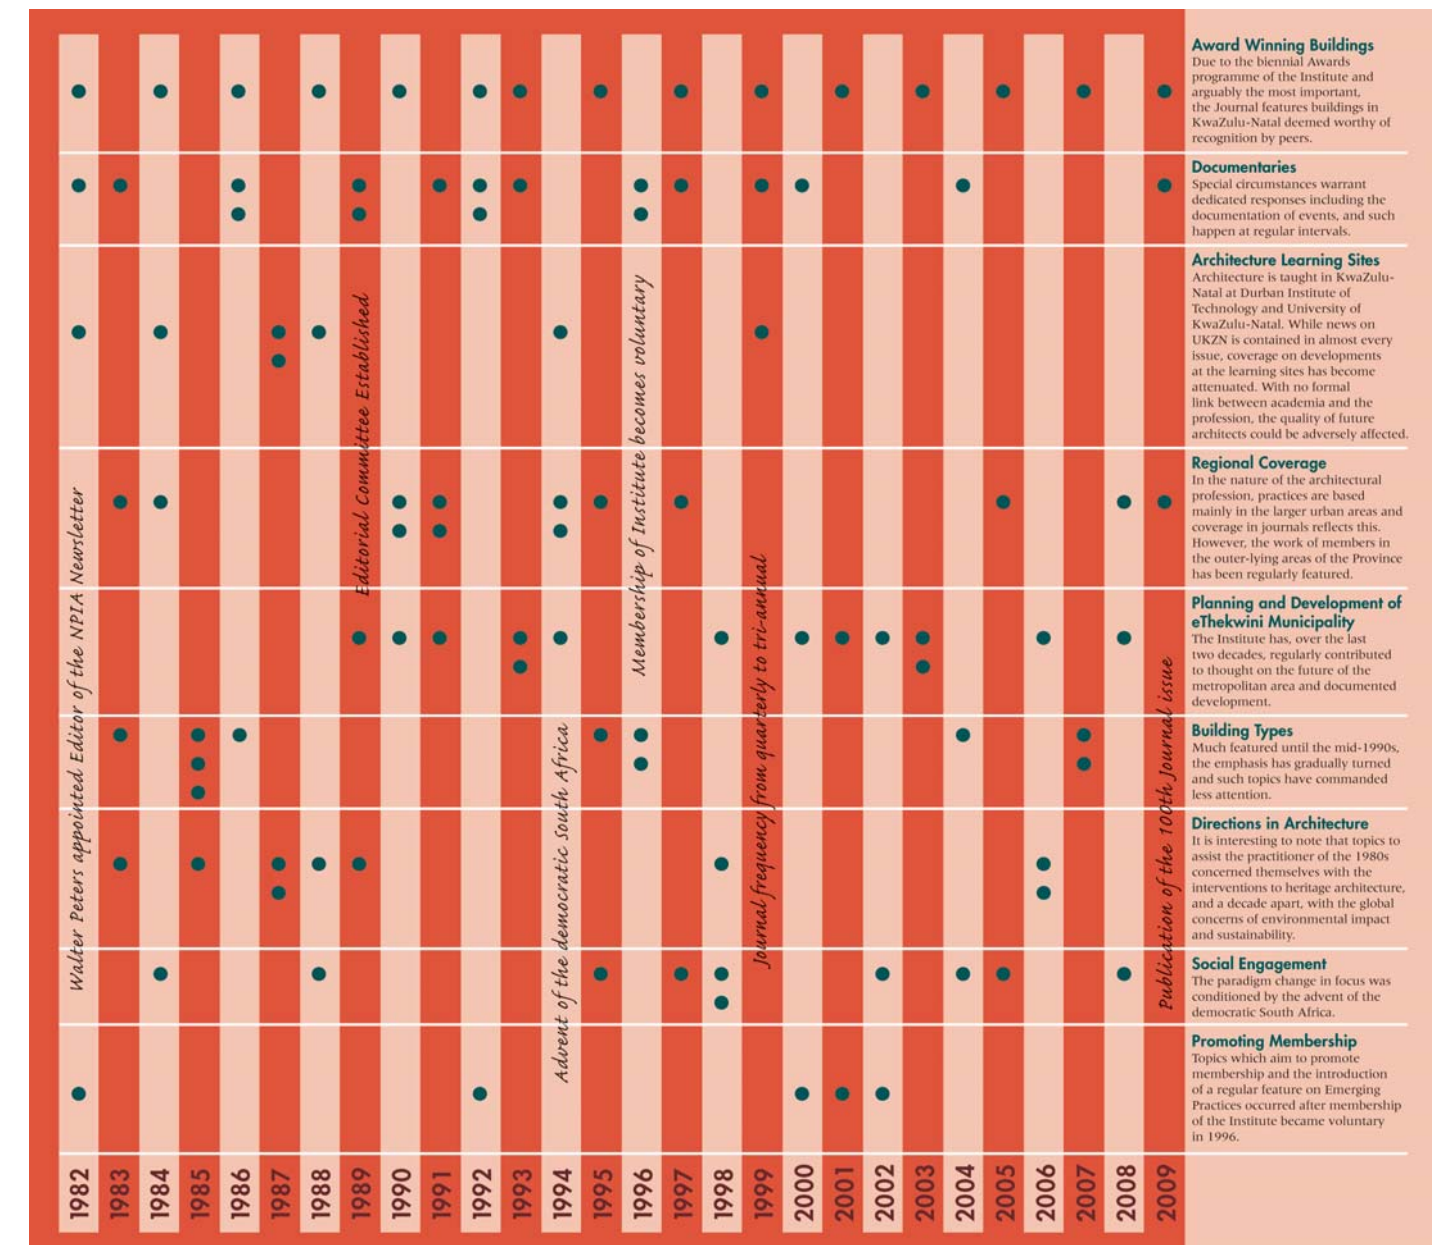 Award Winning Buildings
Due to the biennial Awards
programme of the Institute and
arguably the most important,
the Journal features buildings in
KwaZulu-Natal deemed worthy of
recognition by peers.
Documentaries
Special circumstances warrant
dedicated responses including the
documentation of events, and such
happen at regular intervals.
Architecture Learning Sites
Architecture is taught in KwaZulu-
Natal at Durban Institute of
Technology and University of
KwaZulu-Natal. While news on
UKZN is contained in almost every
issue, coverage on developments
at the learning sites has become
attenuated. With no formal
link between academia and the
profession, the quality of future
architects could be adversely affected.
Regional Coverage
In the nature of the architectural
profession, practices are based
mainly in the larger urban areas and
coverage in journals reflects this.
However, the work of members in
the outer-lying areas of the Province
has been regularly featured.
Planning and Development of
eThekwini Municipality
The Institute has, over the last
two decades, regularly contributed
to thought on the future of the
metropolitan area and documented
development.
Building Types
Much featured until the mid-1990s,
the emphasis has gradually turned
and such topics have commanded
less attention.
Directions in Architecture
It is interesting to note that topics to
assist the practitioner of the 1980s
concerned themselves with the
interventions to heritage architecture,
and a decade apart, with the global
concerns of environmental impact
and sustainability.
Social Engagement
The paradigm change in focus was
conditioned by the advent of the
democratic South Africa.
Promoting Membership
Topics which aim to promote
membership and the introduction
of a regular feature on Emerging
Practices occurred after membership
of the Institute became voluntary
in 1996.
Walter Peters appointed Editor of the NPIA Newsletter
Editorial Committee Established
Advent of the democratic south Africa
Membership of Institute becomes voluntary
Journal frequency from quarterly to tri-annual
Publication of the 100th Journal issue
1982
1983
1984
1985
1986
1987
1988
1989
1990
1991
1992
1993
1994
1995
1996
1997
1998
1999
2000
2001
2002
2003
2004
2005
2006
2007
2008
2009